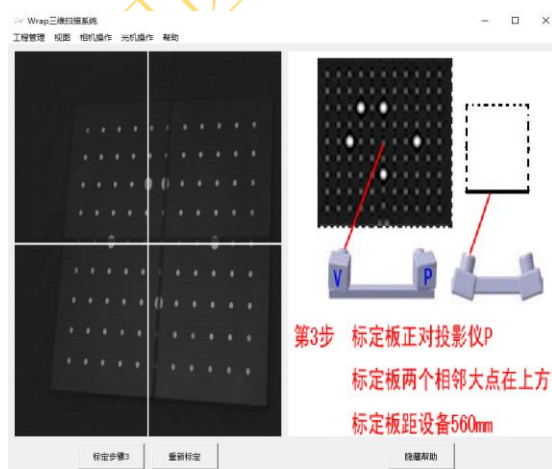 Wrap三维扫描系统
工程管理 视图 相机操作 光机操作 帮助
V P
第3步 标定板正对投影仪P
标定板两个相邻大点在上方
标定板距设备560mm
标定步骤3 重新标定 隐藏帮助